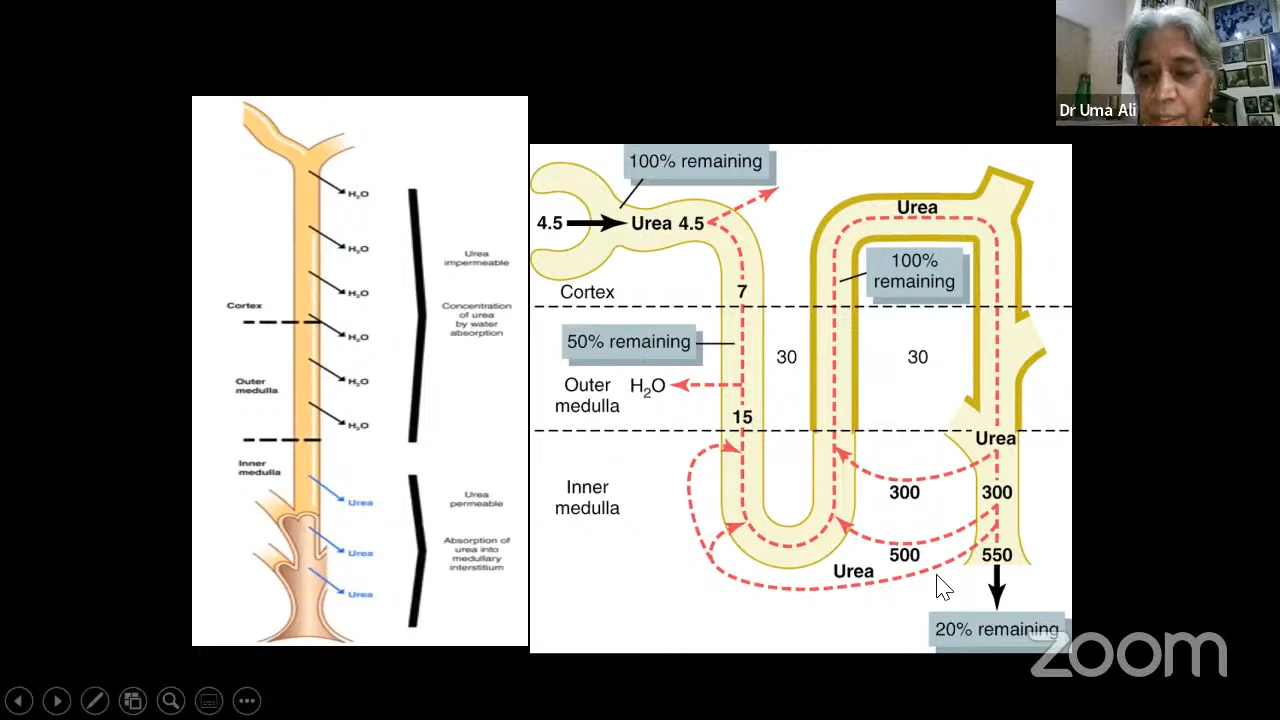 Dr Uma Ali
H₂O
H₂O
H₂O
H₂O
H₂O
H₂O
Urea
impermeable
Concentration
of urea
by water
absorption
Cortex
Outer
medulla
Inner
medulla
Urea
Urea
Urea
Urea
permeable
Absorption of
urea into
medullary
interstitium
100% remaining
4.5
Urea 4.5
Urea
100%
remaining
Cortex
7
50% remaining
30
30
Outer
medulla
H₂O
15
Urea
Inner
medulla
300
300
500
550
Urea
20% remaining
zoom